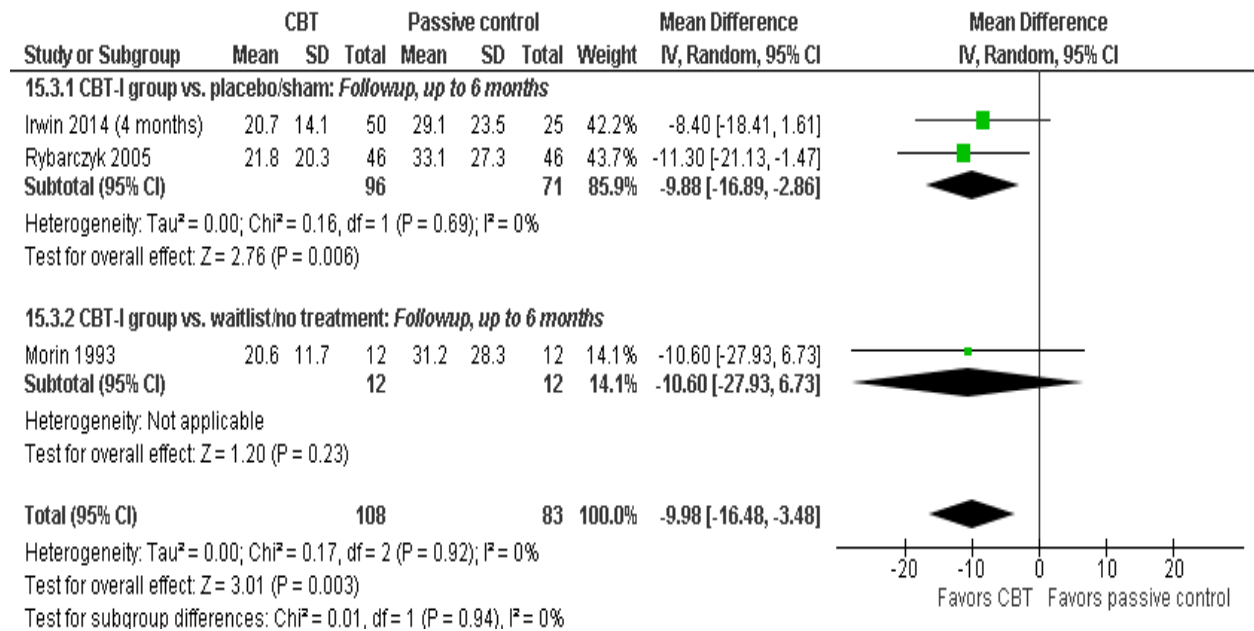 CBT Passive control Mean Difference Mean Difference
Study or Subgroup Mean SD Total Mean SD Total Weight IV, Random, 95% CI IV, Random, 95% CI
15.3.1 CBT-I group vs. placebo/sham: Followup, up to 6 months
Irwin 2014 (4 months) 20.7 14.1 50 29.1 23.5 25 42.2% -8.40 [-18.41, 1.61]
Rybarczyk 2005 21.8 20.3 46 33.1 27.3 46 43.7% -11.30 [-21.13, -1.47]
Subtotal (95% CI) 96 71 85.9% -9.88 [-16.89, -2.86]
Heterogeneity: Tau² = 0.00; Chi² = 0.16, df = 1 (P = 0.69); I² = 0%
Test for overall effect: Z = 2.76 (P = 0.006)
15.3.2 CBT-I group vs. waitlist/no treatment: Followup, up to 6 months
Morin 1993 20.6 11.7 12 31.2 28.3 12 14.1% -10.60 [-27.93, 6.73]
Subtotal (95% CI) 12 12 14.1% -10.60 [-27.93, 6.73]
Heterogeneity: Not applicable
Test for overall effect: Z = 1.20 (P = 0.23)
Total (95% CI) 108 83 100.0% -9.98 [-16.48, -3.48]
Heterogeneity: Tau² = 0.00; Chi² = 0.17, df = 2 (P = 0.92); I² = 0%
Test for overall effect: Z = 3.01 (P = 0.003)
Test for subgroup differences: Chi² = 0.01, df = 1 (P = 0.94), I² = 0%
-20 -10 0 10 20
Favors CBT Favors passive control